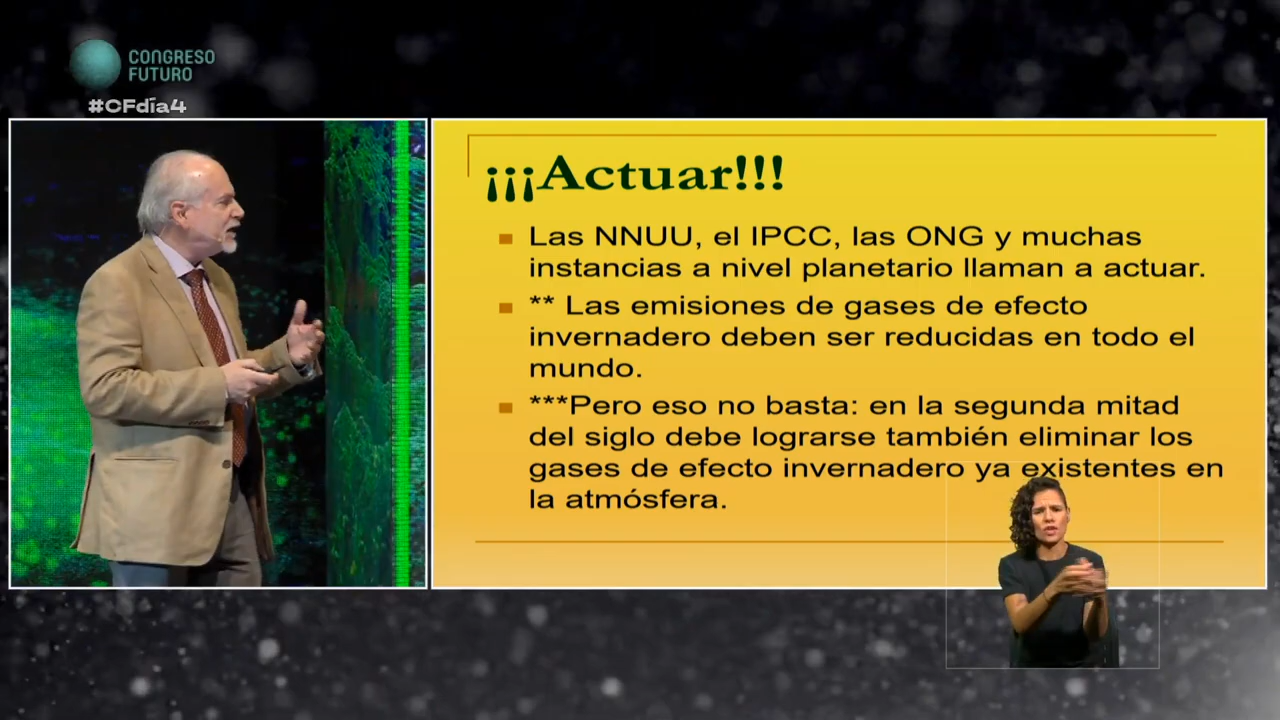 CONGRESO
FUTURO
#CFdía4
¡¡¡Actuar!!!
Las NNUU, el IPCC, las ONG y muchas
instancias a nivel planetario llaman a actuar.
** Las emisiones de gases de efecto
invernadero deben ser reducidas en todo el
mundo.
***Pero eso no basta: en la segunda mitad
del siglo debe lograrse también eliminar los
gases de efecto invernadero ya existentes en
la atmósfera.